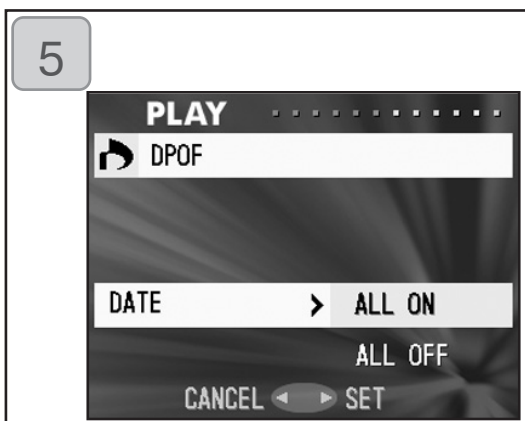 5
PLAY
DPOF
DATE > ALL ON
ALL OFF
CANCEL ◀ ▶ SET